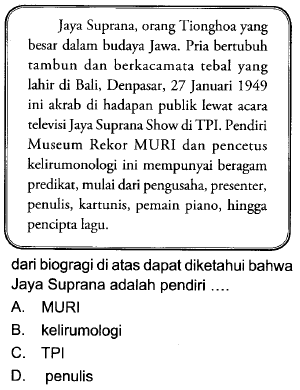 Jaya Suprana, orang Tionghoa yang
besar dalam budaya Jawa. Pria bertubuh
tambun dan berkacamata tebal yang
lahir di Bali, Denpasar, 27 Januari 1949
ini akrab di hadapan publik lewat acara
televisi Jaya Suprana Show di TPI. Pendiri
Museum Rekor MURI dan pencetus
kelirumonologi ini mempunyai beragam
predikat, mulai dari pengusaha, presenter,
penulis, kartunis, pemain piano, hingga
pencipta lagu.
dari biogragi di atas dapat diketahui bahwa
Jaya Suprana adalah pendiri ....
A. MURI
B. kelirumologi
C. TPI
D. penulis